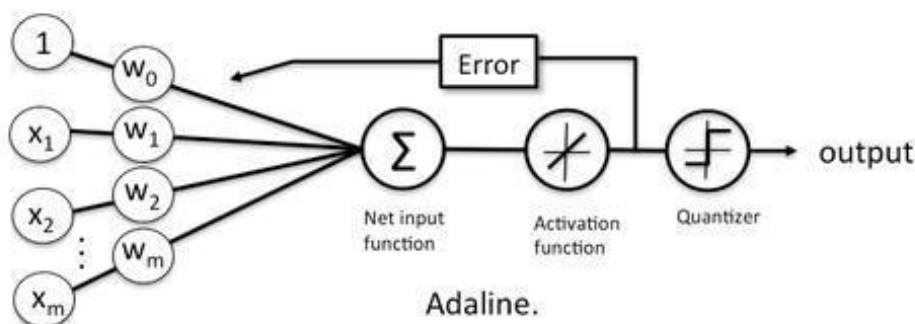 1
w0
Error
x1
w1
Σ
output
x2
w2
Net input
function
Activation
function
Quantizer
⋮
wm
xm
Adaline.